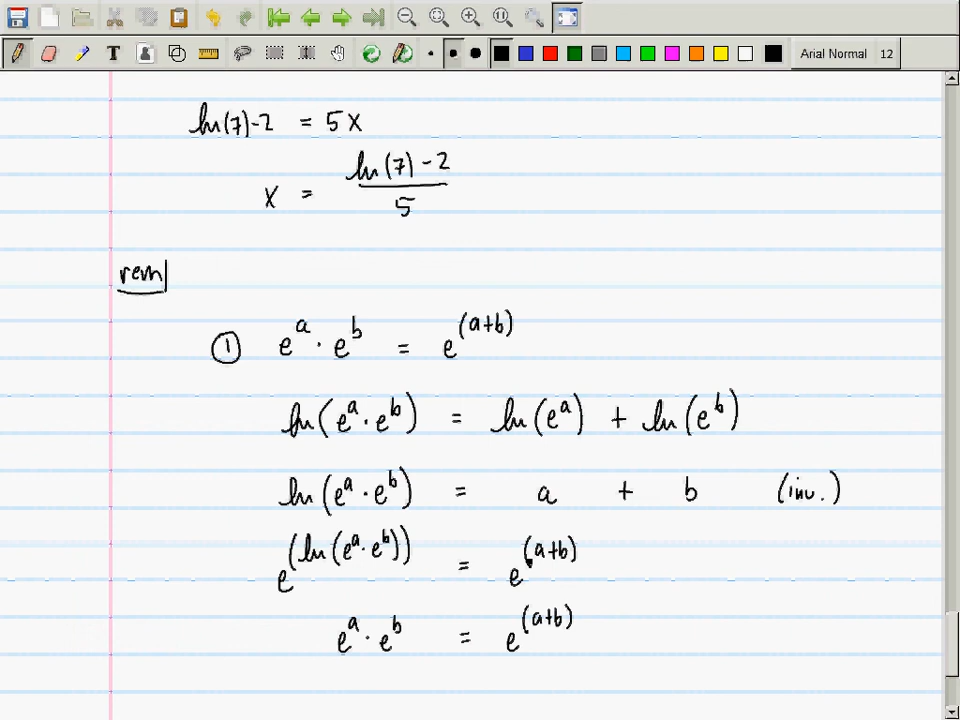 Arial Normal 12
ln(7)-2 = 5x
x = ln(7) - 2 / 5
rem
① e^a · e^b = e^(a+b)
ln(e^a · e^b) = ln(e^a) + ln(e^b)
ln(e^a · e^b) = a + b (inv.)
e^(ln(e^a · e^b)) = e^(a+b)
e^a · e^b = e^(a+b)